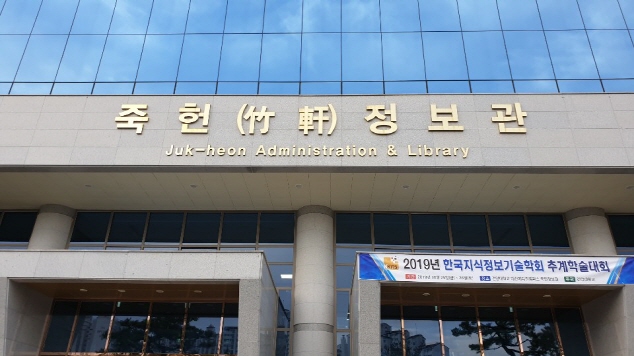 죽 헌 (竹 軒) 정 보 관
Juk-heon Administration & Library
2019년 한국지식정보기술학회 추계학술대회